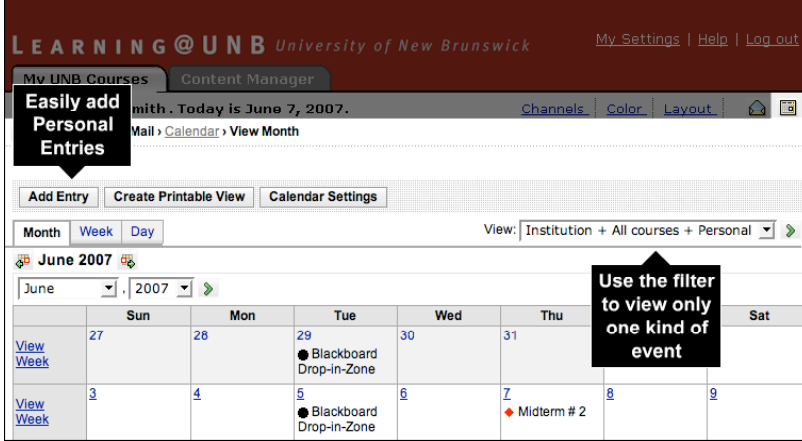 LEARNING@UNB University of New Brunswick
My Settings | Help | Log out
My UNB Courses
Content Manager
Easily add
Personal
Entries
mith. Today is June 7, 2007.
Channels
Color
Layout
Mail › Calendar › View Month
Add Entry
Create Printable View
Calendar Settings
Month
Week
Day
View: Institution + All courses + Personal
June 2007
June , 2007
Use the filter
to view only
one kind of
event
Sun Mon Tue Wed Thu Sat
View
Week
27 28 29 30 31
Blackboard
Drop-in-Zone
View
Week
3 4 5 6 7 8 9
Blackboard
Drop-in-Zone
Midterm # 2